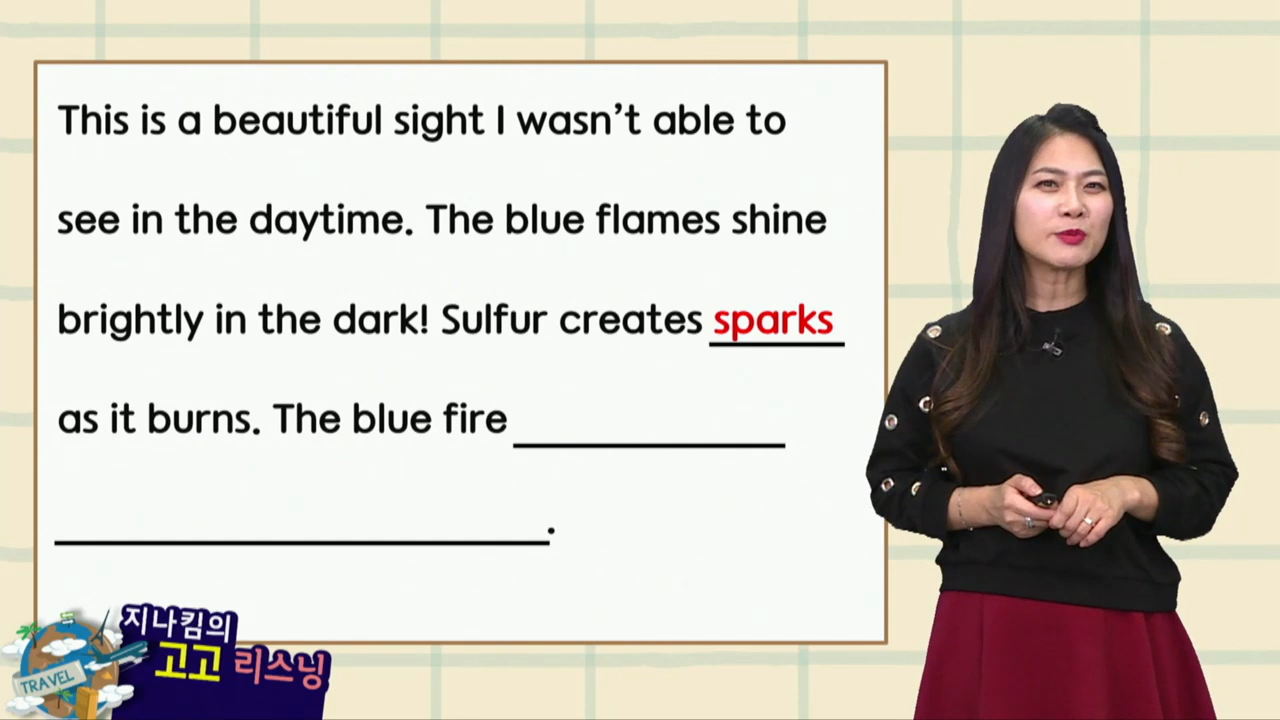 This is a beautiful sight I wasn't able to
see in the daytime. The blue flames shine
brightly in the dark! Sulfur creates sparks
as it burns. The blue fire
.
지나킴의
고고 리스닝
TRAVEL